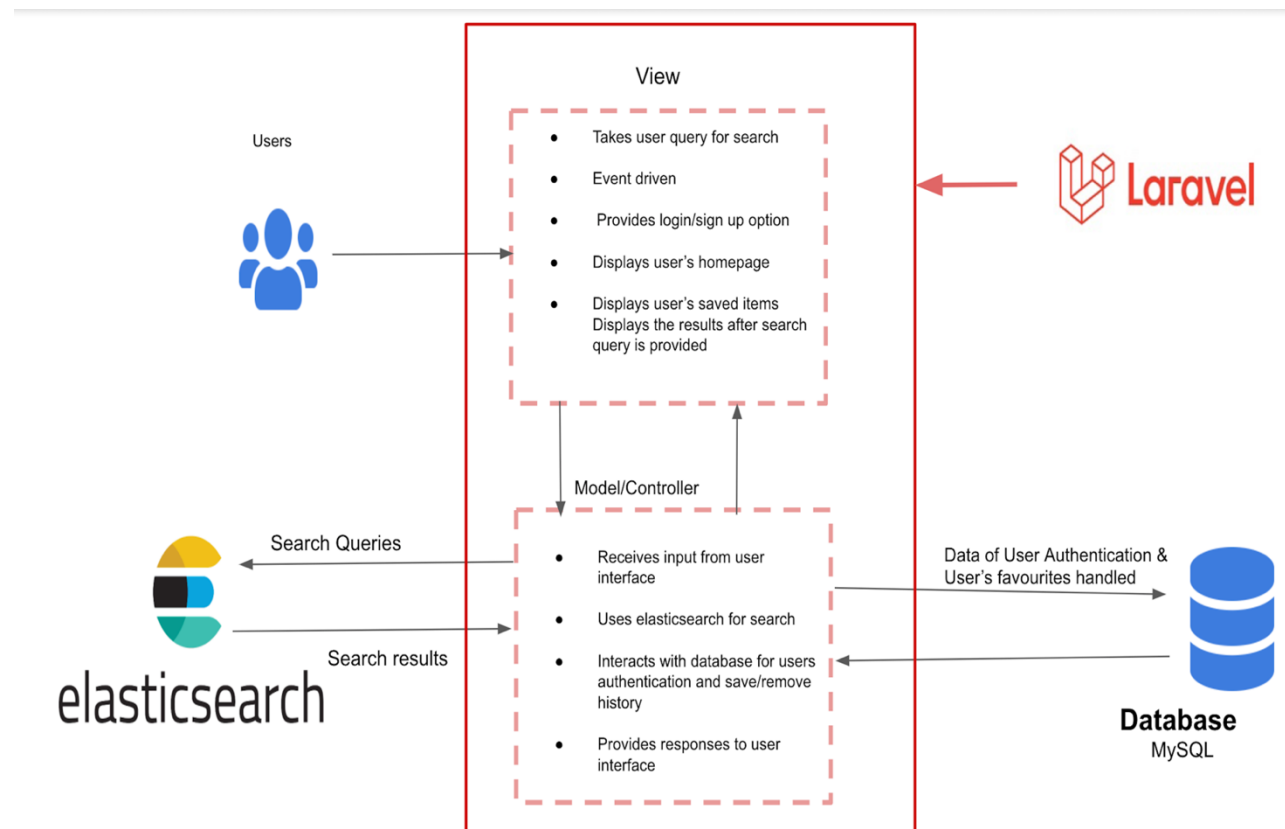 View
Users
● Takes user query for search
● Event driven
● Provides login/sign up option
● Displays user's homepage
● Displays user's saved items
Displays the results after search
query is provided
Laravel
Model/Controller
Search Queries
Search results
elasticsearch
● Receives input from user
interface
● Uses elasticsearch for search
● Interacts with database for users
authentication and save/remove
history
● Provides responses to user
interface
Data of User Authentication &
User's favourites handled
Database
MySQL